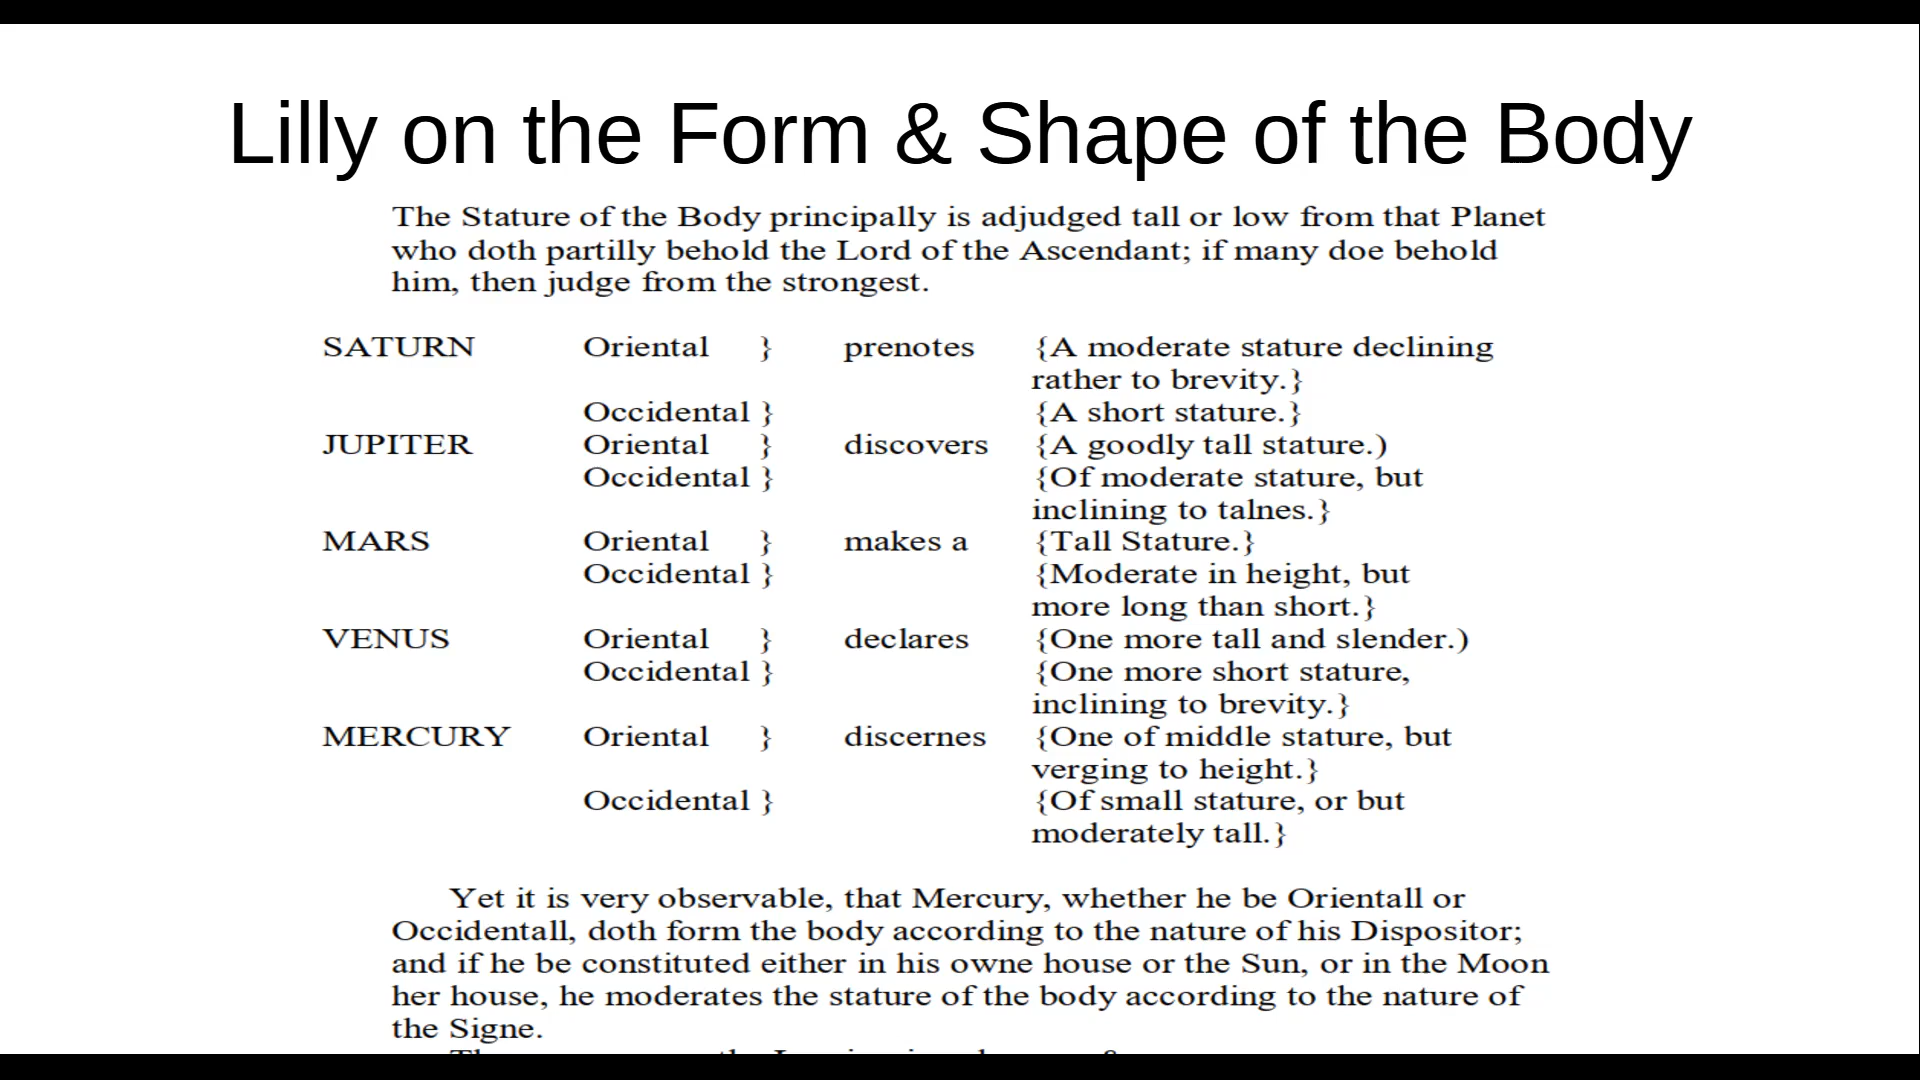 Lilly on the Form & Shape of the Body
The Stature of the Body principally is adjudged tall or low from that Planet
who doth partilly behold the Lord of the Ascendant; if many doe behold
him, then judge from the strongest.
SATURN Oriental } prenotes {A moderate stature declining
rather to brevity.}
Occidental } {A short stature.}
JUPITER Oriental } discovers {A goodly tall stature.)
Occidental } {Of moderate stature, but
inclining to talnes.}
MARS Oriental } makes a {Tall Stature.}
Occidental } {Moderate in height, but
more long than short.}
VENUS Oriental } declares {One more tall and slender.)
Occidental } {One more short stature,
inclining to brevity.}
MERCURY Oriental } discernes {One of middle stature, but
verging to height.}
Occidental } {Of small stature, or but
moderately tall.}
Yet it is very observable, that Mercury, whether he be Orientall or
Occidentall, doth form the body according to the nature of his Dispositor;
and if he be constituted either in his owne house or the Sun, or in the Moon
her house, he moderates the stature of the body according to the nature of
the Signe.